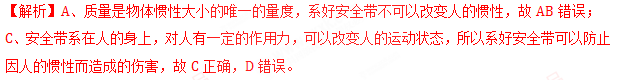 【解析】A、质量是物体惯性大小的唯一的量度，系好安全带不可以改变人的惯性，故 AB 错误；
C、安全带系在人的身上，对人有一定的作用力，可以改变人的运动状态，所以系好安全带可以防止
因人的惯性而造成的伤害，故 C 正确，D 错误。